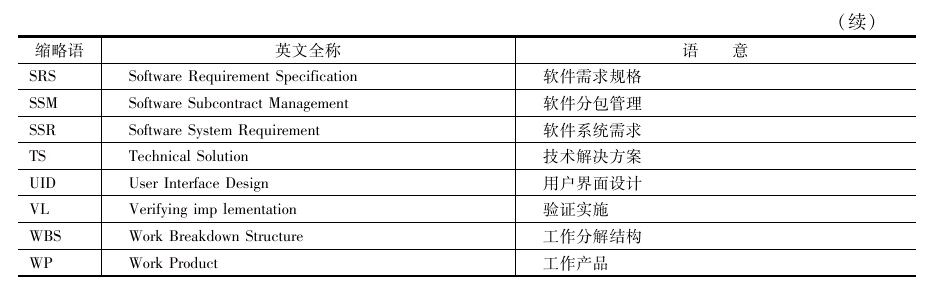 （续）
缩略语 英文全称 语 意
SRS Software Requirement Specification 软件需求规格
SSM Software Subcontract Management 软件分包管理
SSR Software System Requirement 软件系统需求
TS Technical Solution 技术解决方案
UID User Interface Design 用户界面设计
VL Verifying imp lementation 验证实施
WBS Work Breakdown Structure 工作分解结构
WP Work Product 工作产品